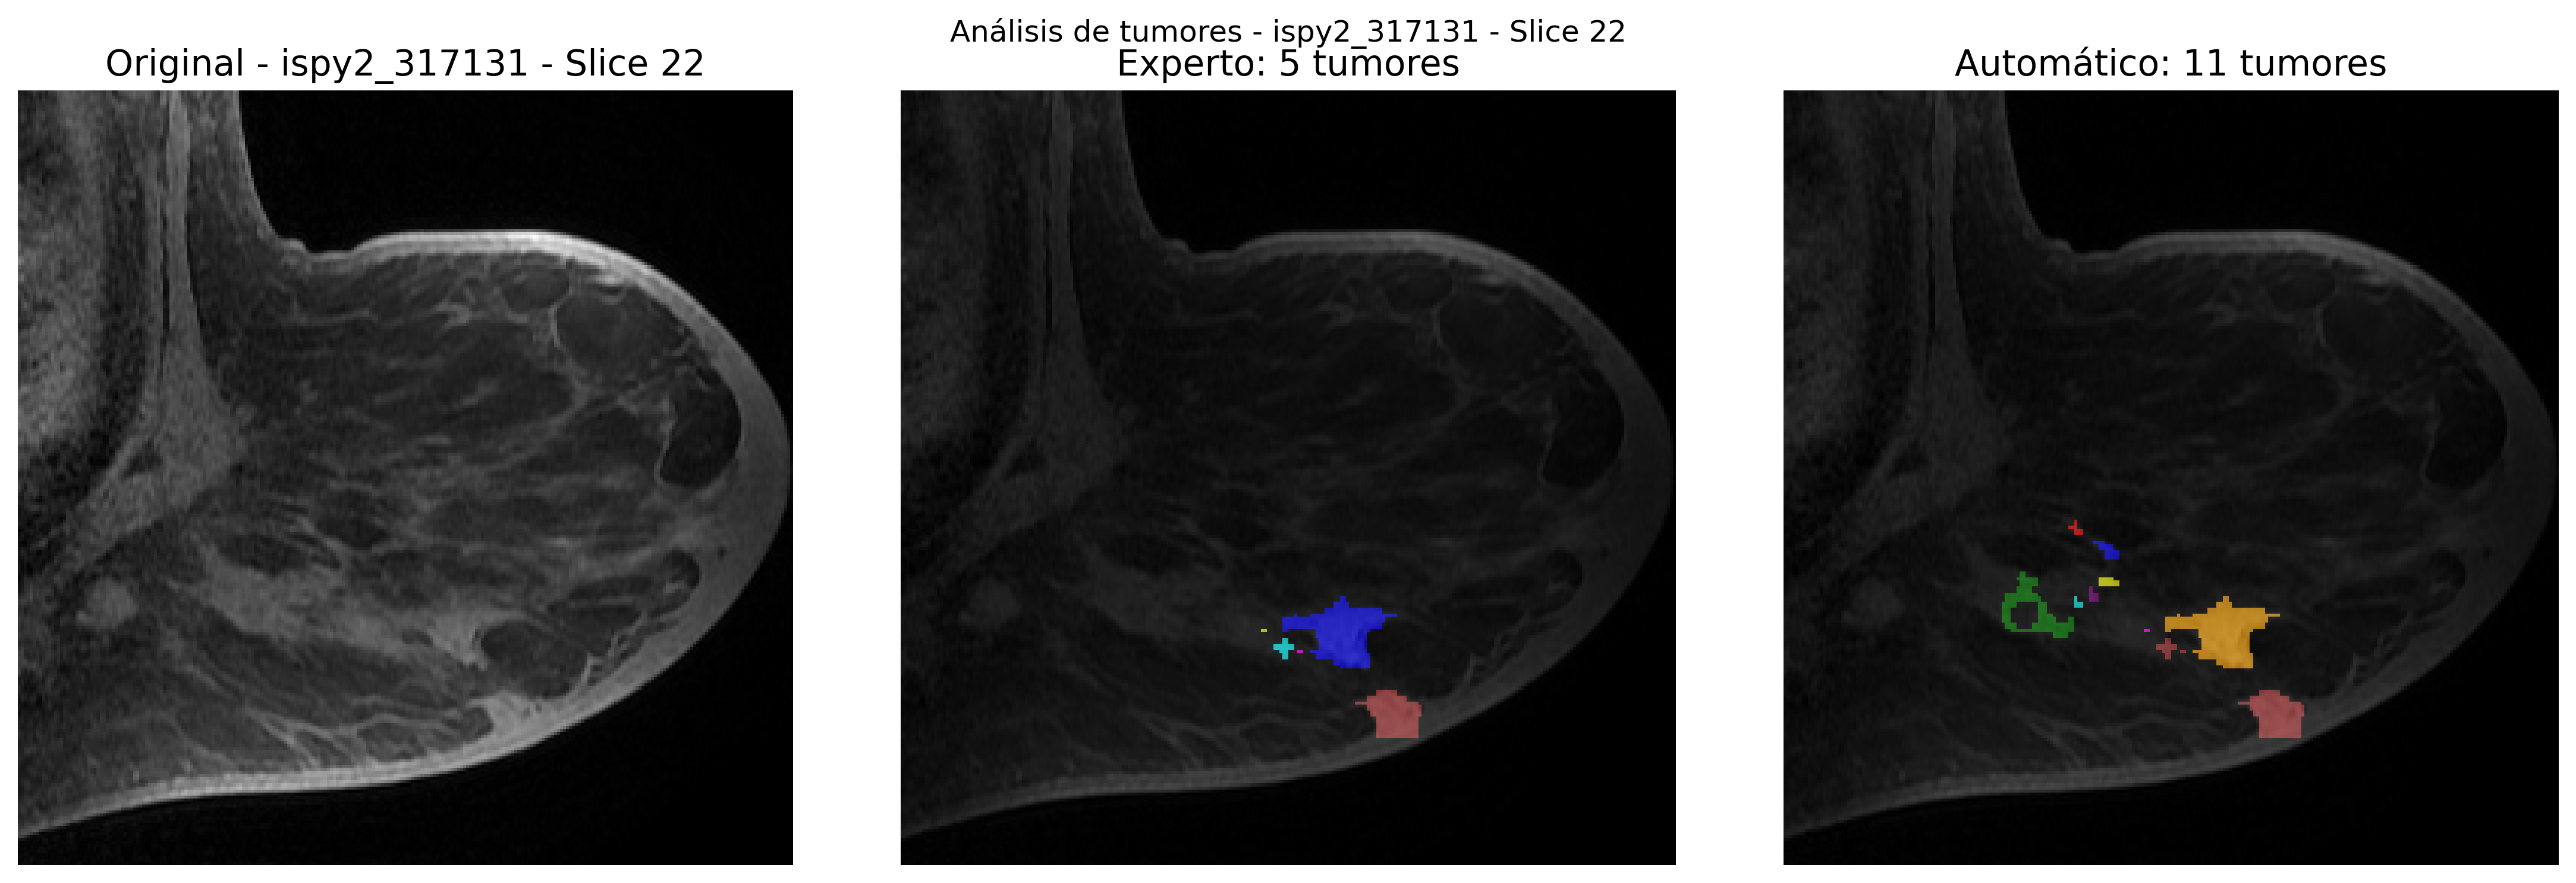 Análisis de tumores - ispy2_317131 - Slice 22
Original - ispy2_317131 - Slice 22
Experto: 5 tumores
Automático: 11 tumores